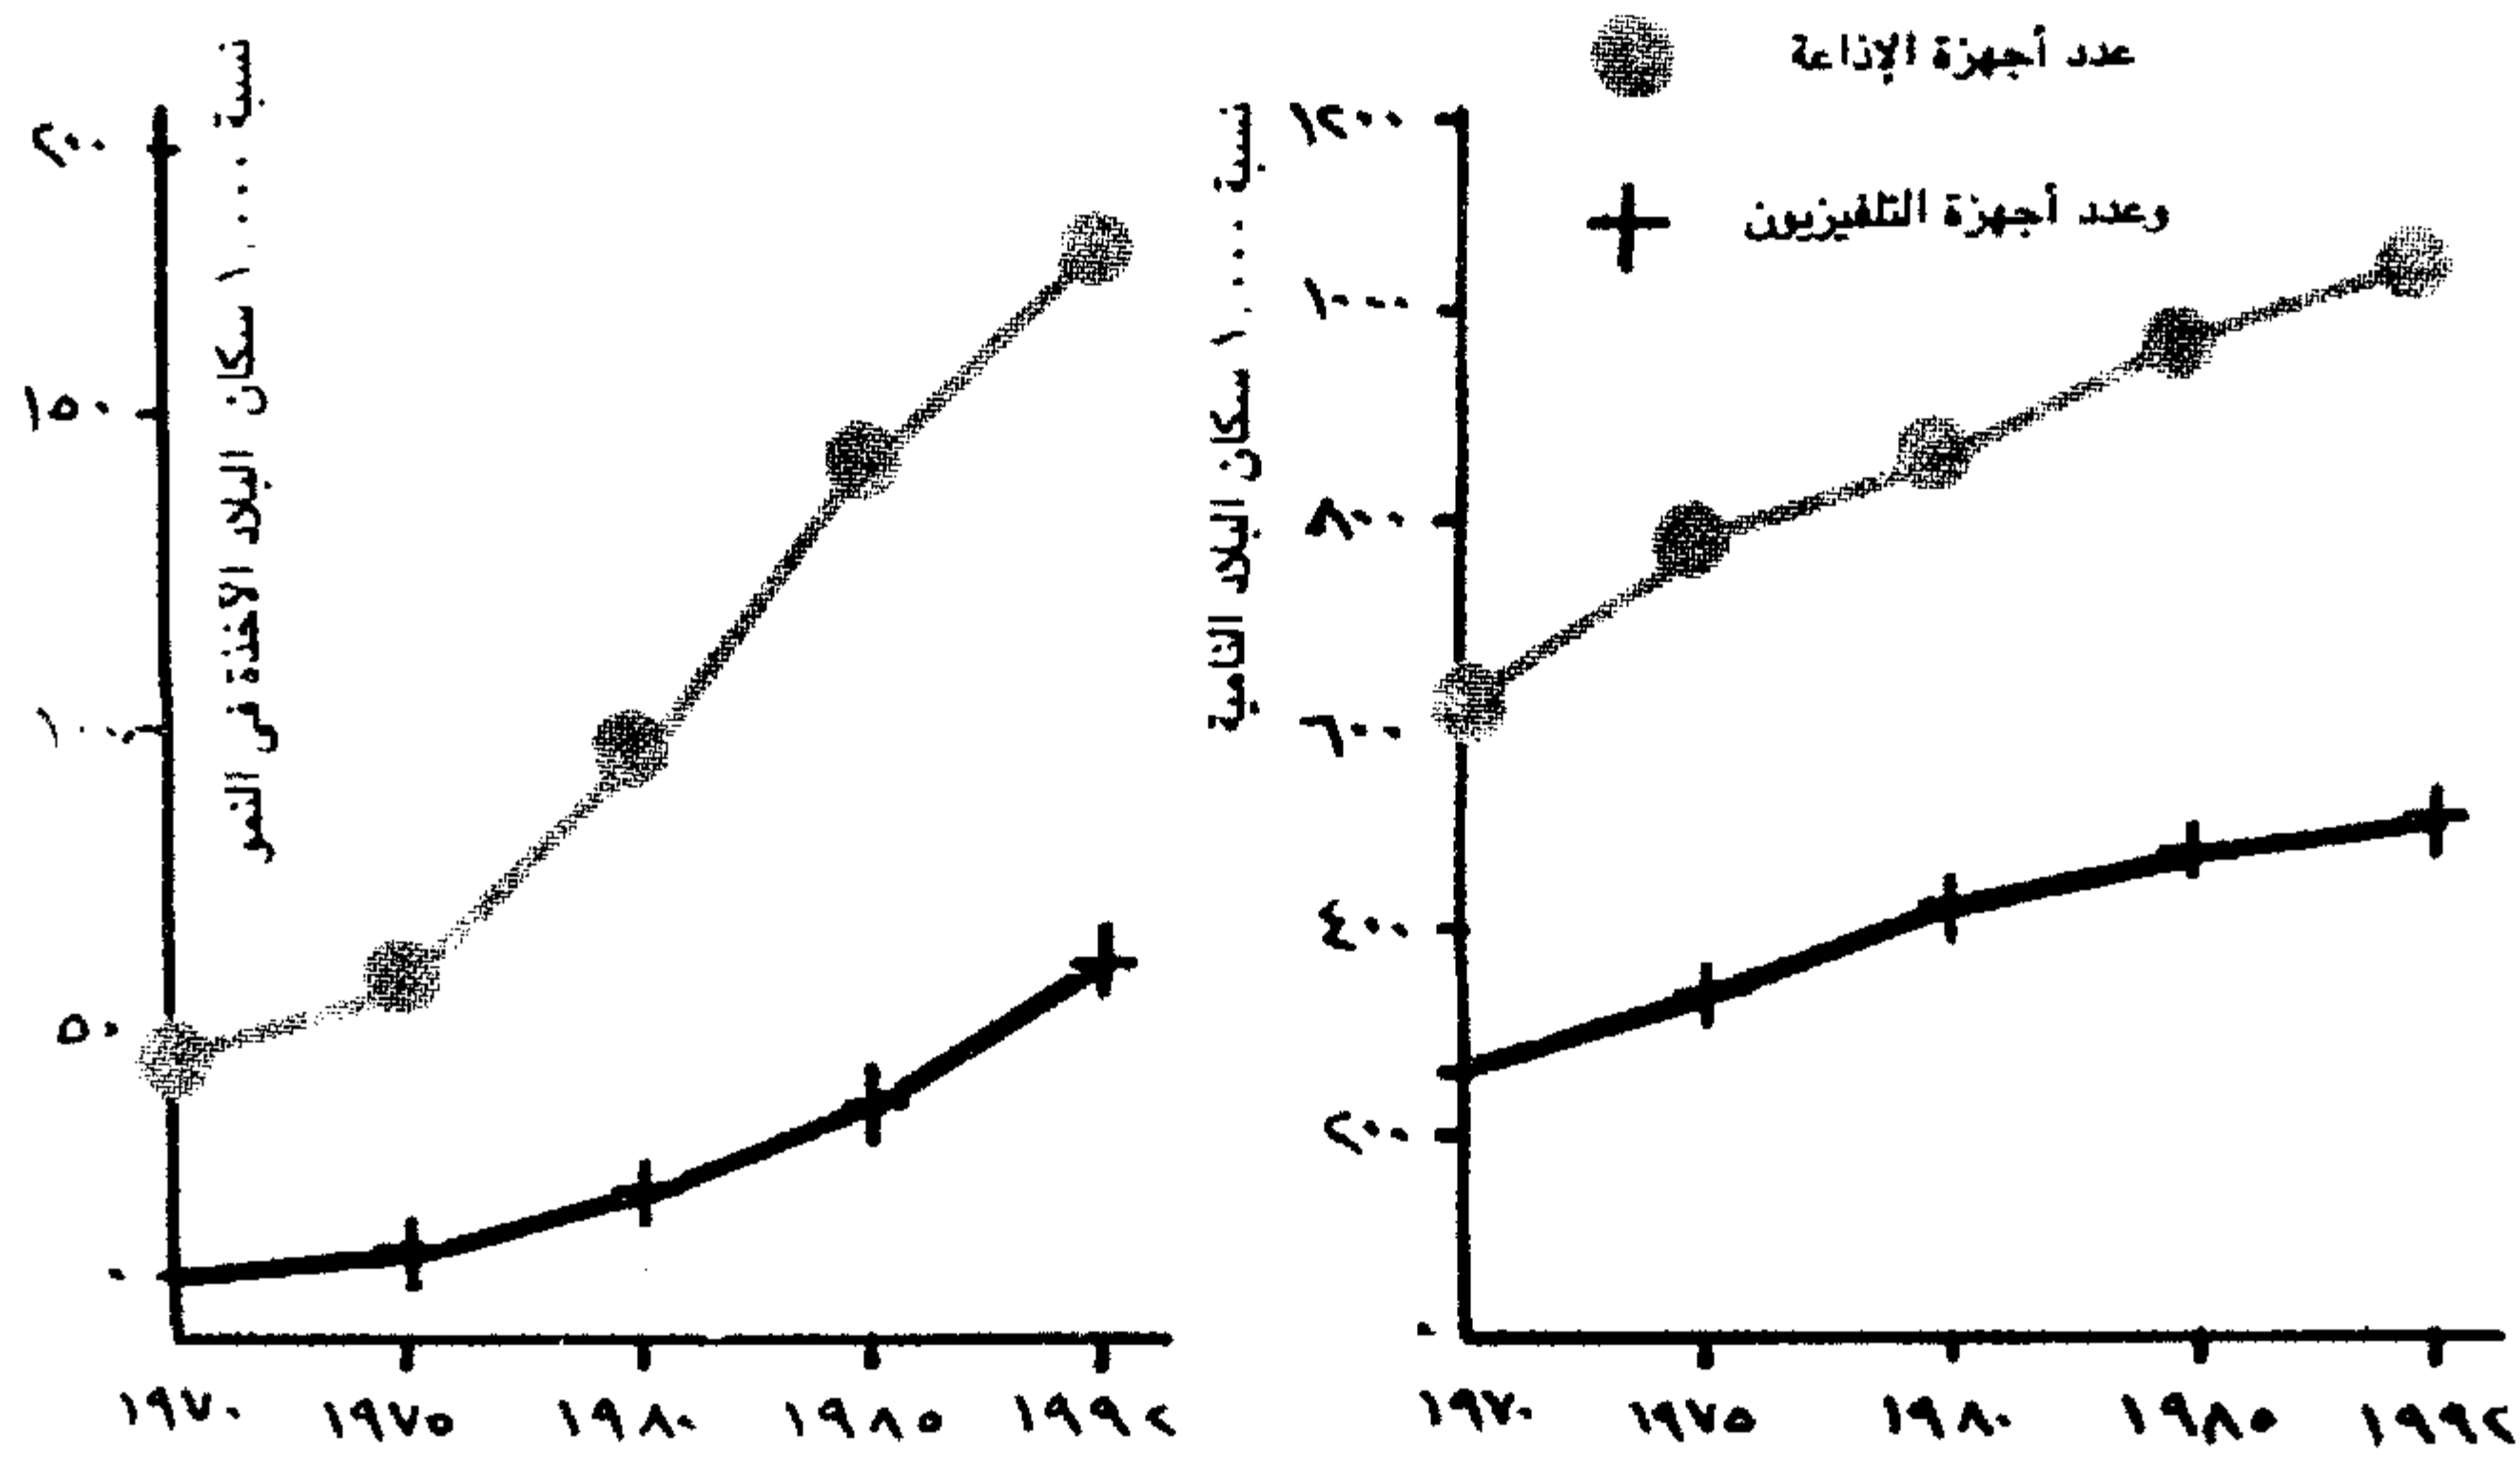 عدد أجهزة الإذاعة
وعدد أجهزة التلفيزيون
نسبة ١٠٠٠٠ سكان البلاد النامية
١٢٠٠
١٠٠٠
٨٠٠
٦٠٠
٤٠٠
٢٠٠
٠
١٩٧٠ ١٩٧٥ ١٩٨٠ ١٩٨٥ ١٩٩٢
نسبة ١٠٠٠٠ سكان البلاد الآخذة في النمو
٢٠٠
١٥٠
١٠٠
٥٠
٠
١٩٧٠ ١٩٧٥ ١٩٨٠ ١٩٨٥ ١٩٩٢